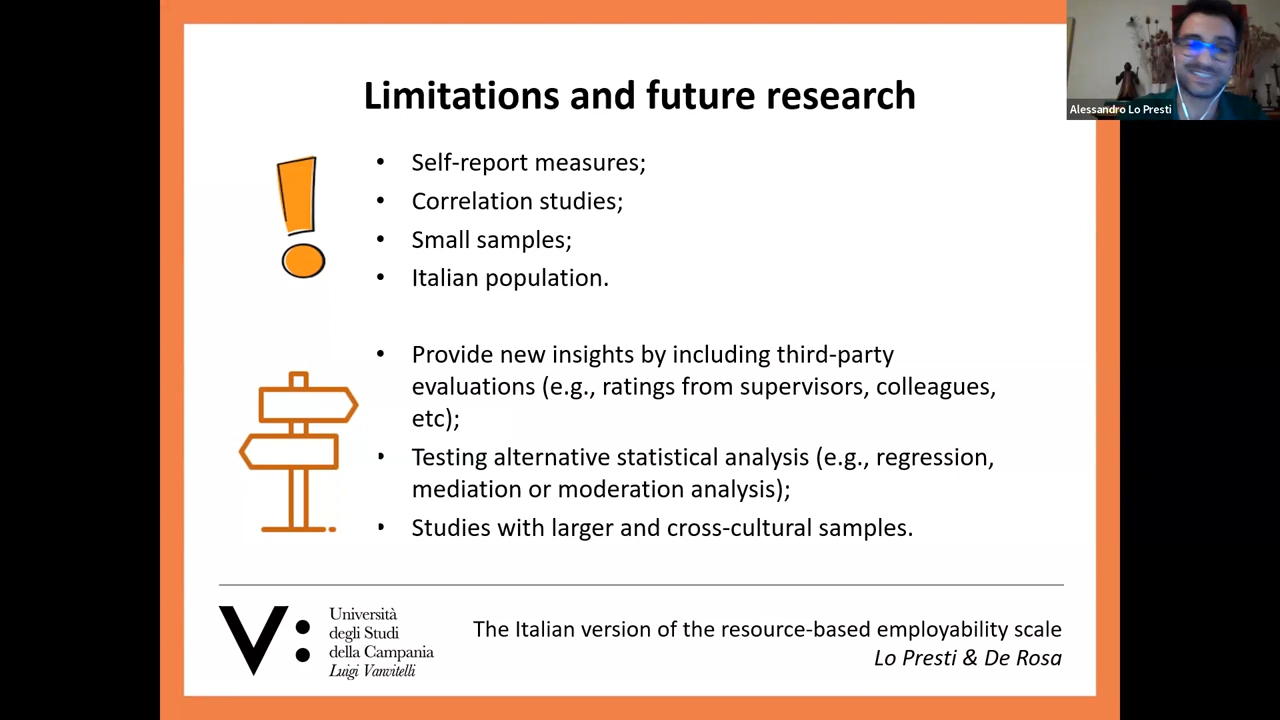 Limitations and future research
• Self-report measures;
• Correlation studies;
• Small samples;
• Italian population.
• Provide new insights by including third-party
evaluations (e.g., ratings from supervisors, colleagues,
etc);
• Testing alternative statistical analysis (e.g., regression,
mediation or moderation analysis);
• Studies with larger and cross-cultural samples.
V:
Università
degli Studi
della Campania
Luigi Vanvitelli
The Italian version of the resource-based employability scale
Lo Presti & De Rosa
Alessandro Lo Presti